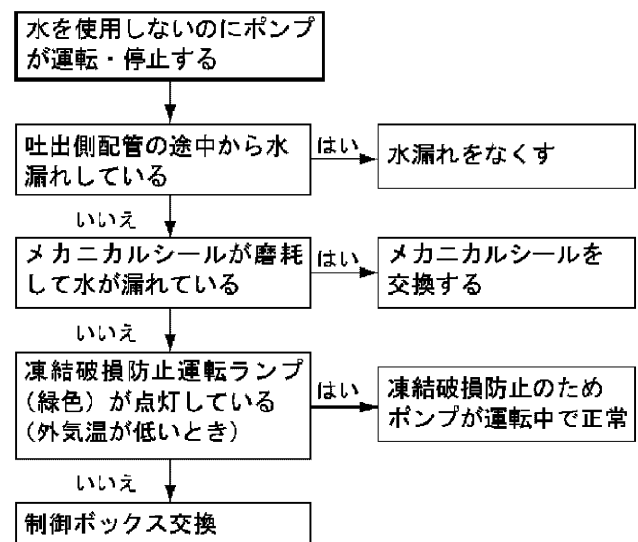 水を使用しないのにポンプ
が運転・停止する
吐出側配管の途中から水
漏れしている
はい
水漏れをなくす
いいえ
メカニカルシールが磨耗
して水が漏れている
はい
メカニカルシールを
交換する
いいえ
凍結破損防止運転ランプ
（緑色）が点灯している
（外気温が低いとき）
はい
凍結破損防止のため
ポンプが運転中で正常
いいえ
制御ボックス交換